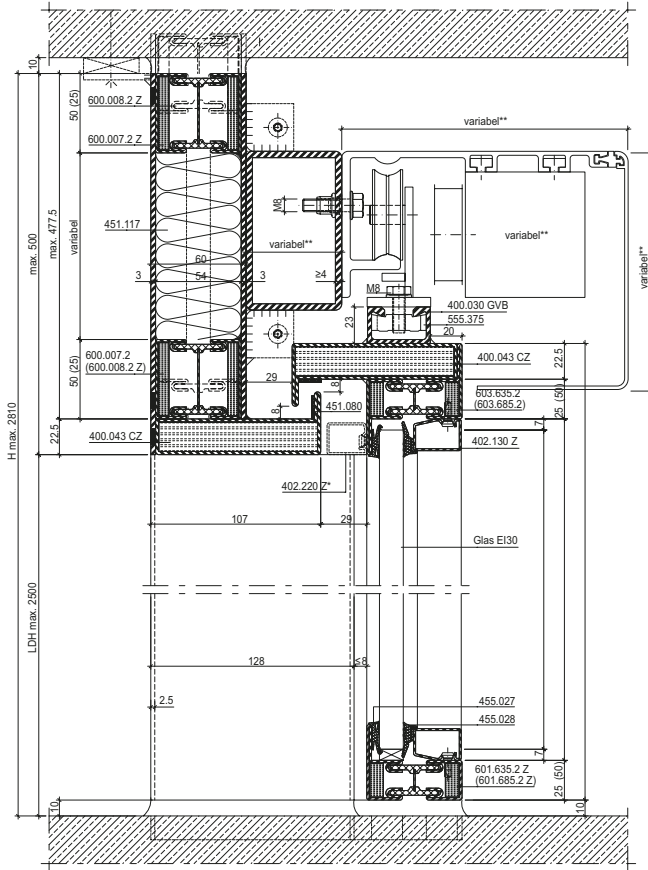 10
variabel**
600.008.2 Z
50 (25)
600.007.2 Z
M8
451.117
variabel**
variabel**
variabel**
variabel
max. 477.5
max. 500
60
3
54
3
≥4
M8
400.030 GVB
23
555.375
20
600.007.2
(600.008.2 Z)
50 (25)
29
8
400.043 CZ
22.5
603.635.2
(603.685.2)
25 (50)
8
451.080
7
22.5
400.043 CZ
402.130 Z
H max. 2810
402.220 Z*
107
29
Glas EI30
LDH max. 2500
128
≤8
2.5
455.027
455.028
7
601.635.2 Z
(601.685.2 Z)
25 (50)
10
10